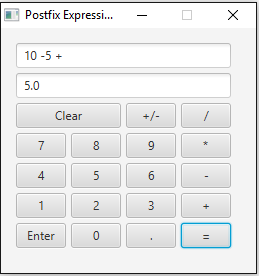 Postfix Expressi...
10 -5 +
5.0
Clear +/- /
7 8 9 *
4 5 6 -
1 2 3 +
Enter 0 . =